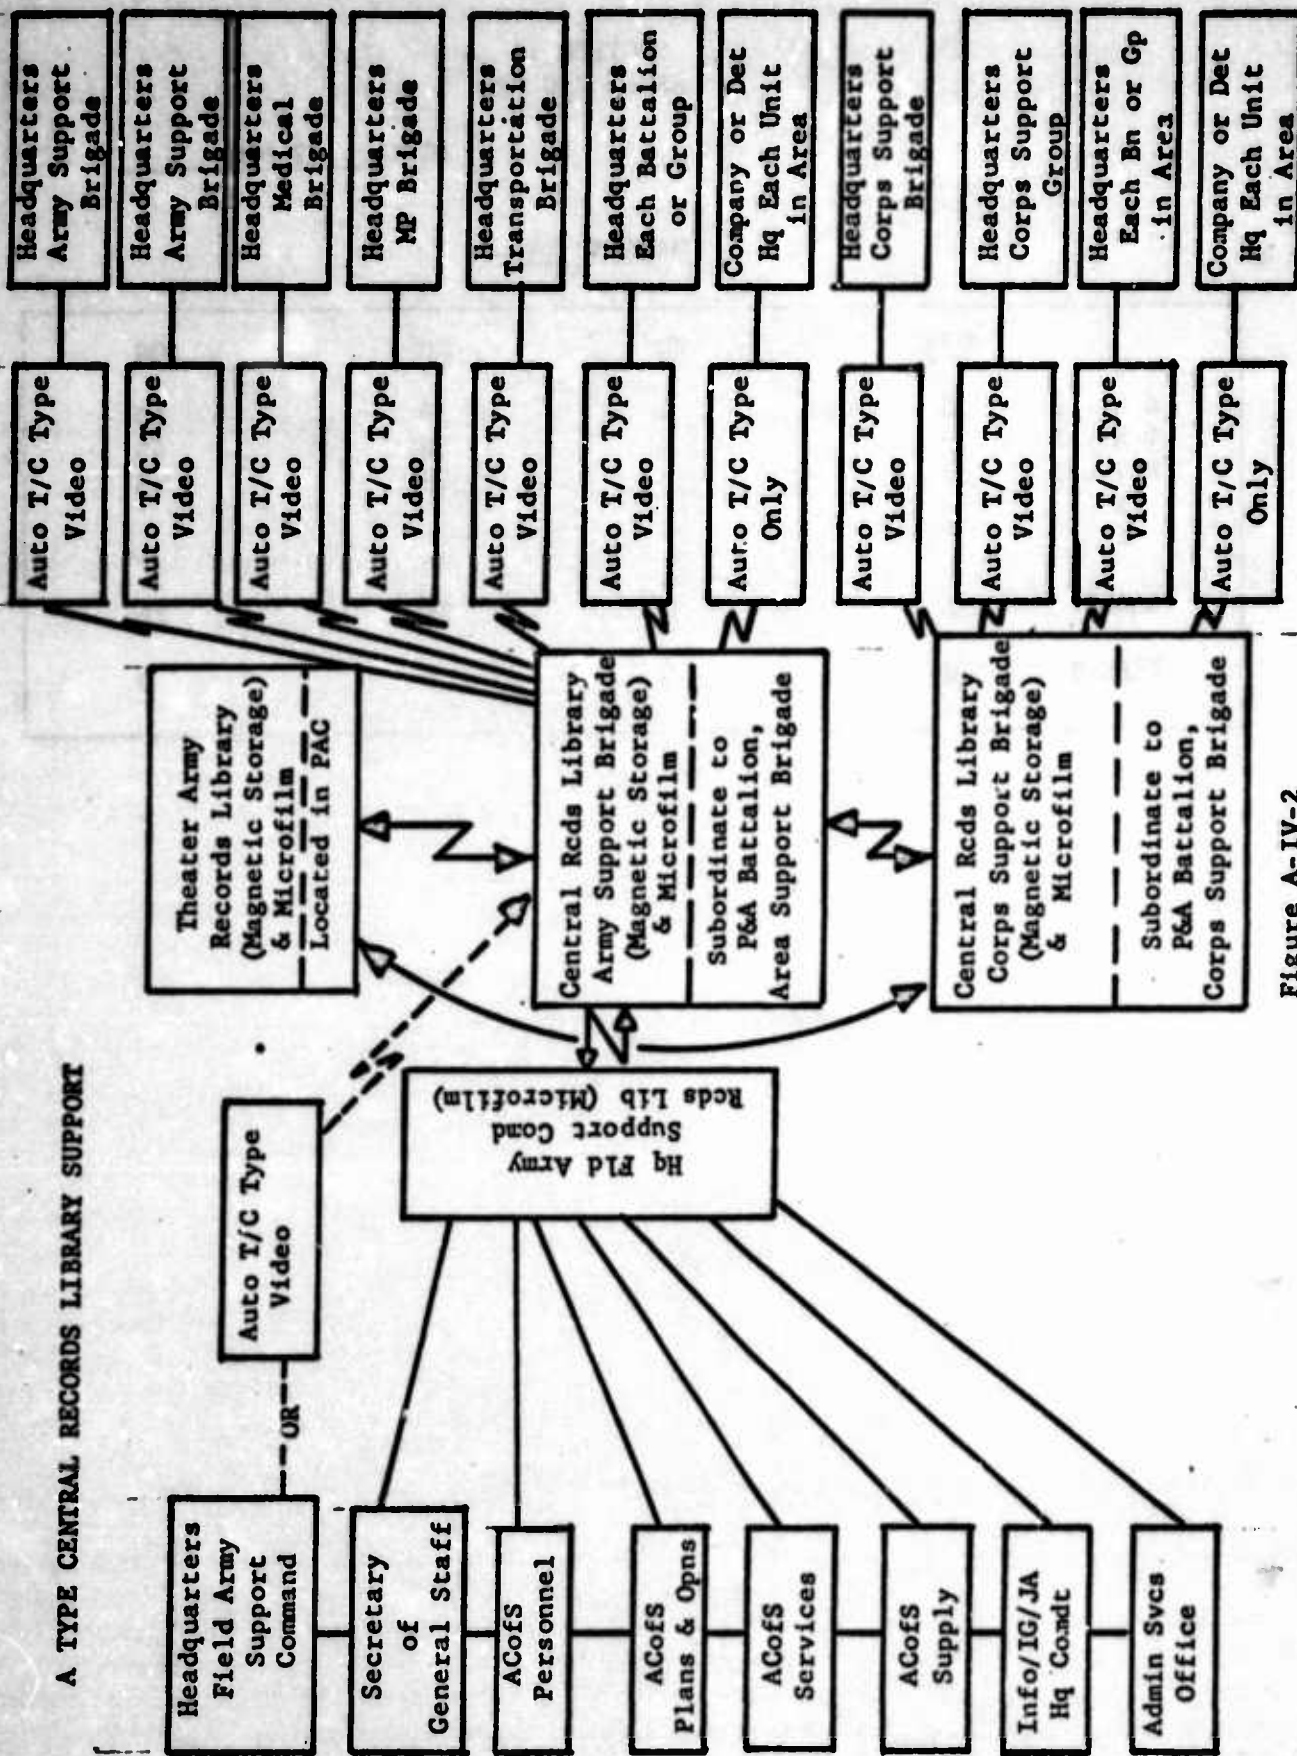 A TYPE CENTRAL RECORDS LIBRARY SUPPORT
Headquarters
Field Army
Support
Command
OR
Auto T/C Type
Video
Secretary
of
General Staff
ACofS
Personnel
ACofS
Plans & Opns
ACofS
Services
ACofS
Supply
Info/IG/JA
Hq Comdt
Admin Svcs
Office
Hq Fld Army
Support Comd
Rcds Lib (Microfilm)
Theater Army
Records Library
(Magnetic Storage)
& Microfilm
Located in PAC
Central Rcds Library
Army Support Brigade
(Magnetic Storage)
& Microfilm
Subordinate to
P&A Battalion,
Area Support Brigade
Central Rcds Library
Corps Support Brigade
(Magnetic Storage)
&
Microfilm
Subordinate to
P&A Battalion,
Corps Support Brigade
Auto T/C Type
Video
Auto T/C Type
Video
Auto T/C Type
Video
Auto T/C Type
Video
Auto T/C Type
Video
Auto T/C Type
Video
Auto T/C Type
Only
Auto T/C Type
Video
Auto T/C Type
Video
Auto T/C Type
Video
Auto T/C Type
Only
Headquarters
Army Support
Brigade
Headquarters
Army Support
Brigade
Headquarters
Medical
Brigade
Headquarters
MP Brigade
Headquarters
Transportation
Brigade
Headquarters
Each Battalion
or Group
Company or Det
Hq Each Unit
in Area
Headquarters
Corps Support
Brigade
Headquarters
Corps Support
Group
Headquarters
Each Bn or Gp
in Area
Company or Det
Hq Each Unit
in Area
Figure A-IV-2